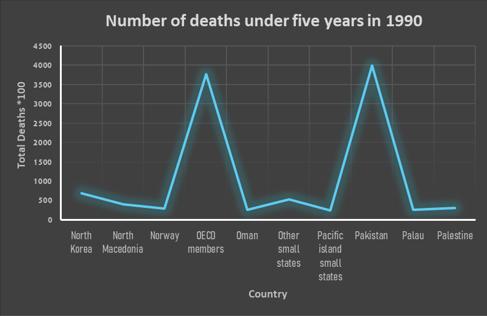 Number of deaths under five years in 1990
Total Deaths *100
4500
4000
3500
3000
2500
2000
1500
1000
500
0
North
Korea
North
Macedonia
Norway
OECD
members
Oman
Other
small
states
Pacific
island
small
states
Pakistan
Palau
Palestine
Country